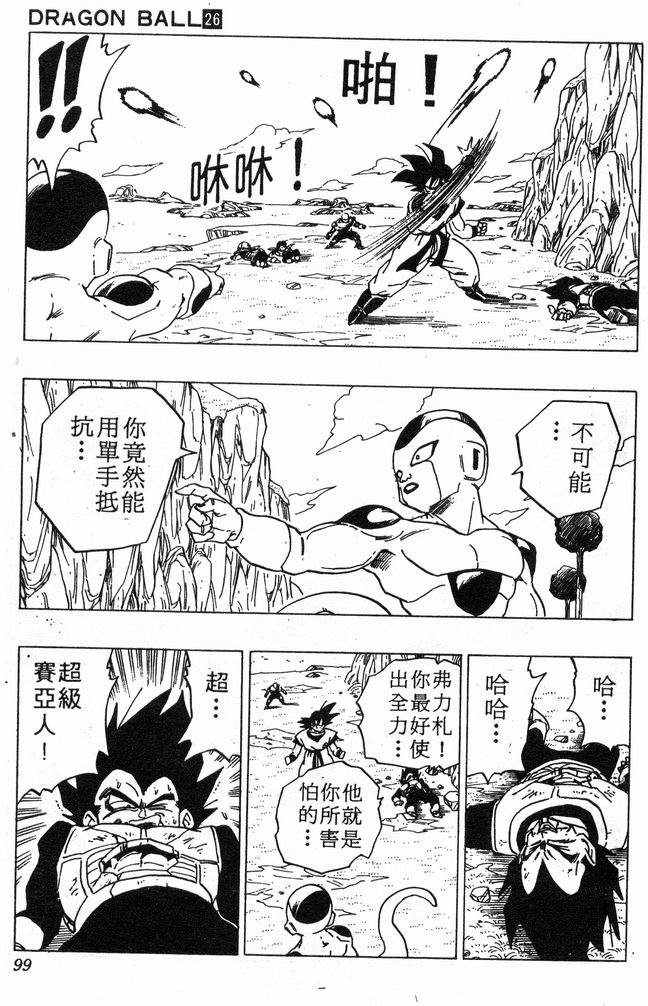 DRAGON BALL 26
!!
啪！
咻咻！
不可能
…
你竟然能
用單手抵
抗…
哈…
哈哈…
弗力札！
你最好使
出全力…
他就是
你所害
怕的…
超…
超級
賽亞人！
99